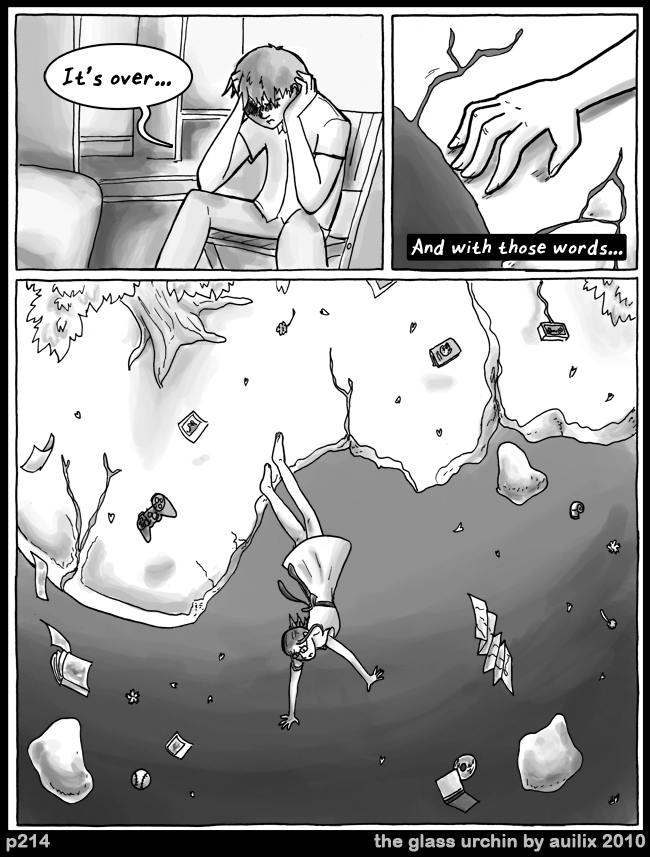 It's over...
And with those words...
p214
the glass urchin by auilix 2010